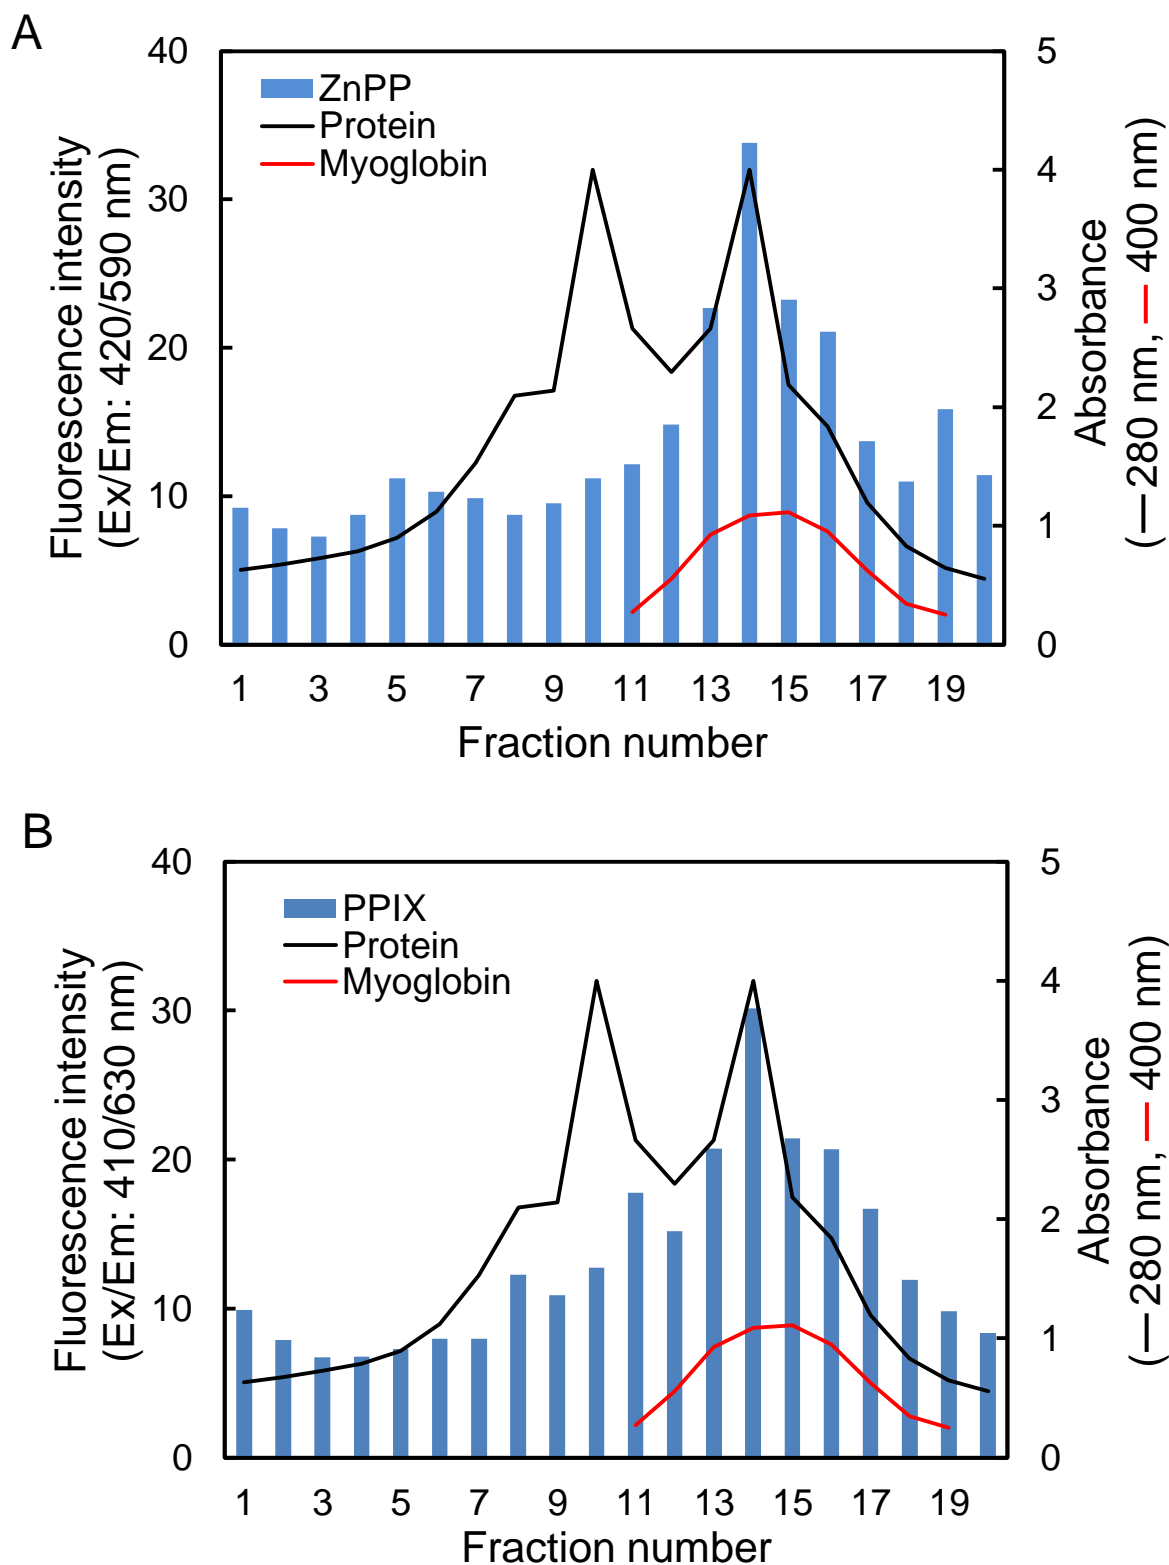 A
40
30
20
10
0
5
4
3
2
1
0
ZnPP
Protein
Myoglobin
Fluorescence intensity
(Ex/Em: 420/590 nm)
Absorbance
(— 280 nm, — 400 nm)
1 3 5 7 9 11 13 15 17 19
Fraction number
B
40
30
20
10
0
5
4
3
2
1
0
PPIX
Protein
Myoglobin
Fluorescence intensity
(Ex/Em: 410/630 nm)
Absorbance
(— 280 nm, — 400 nm)
1 3 5 7 9 11 13 15 17 19
Fraction number